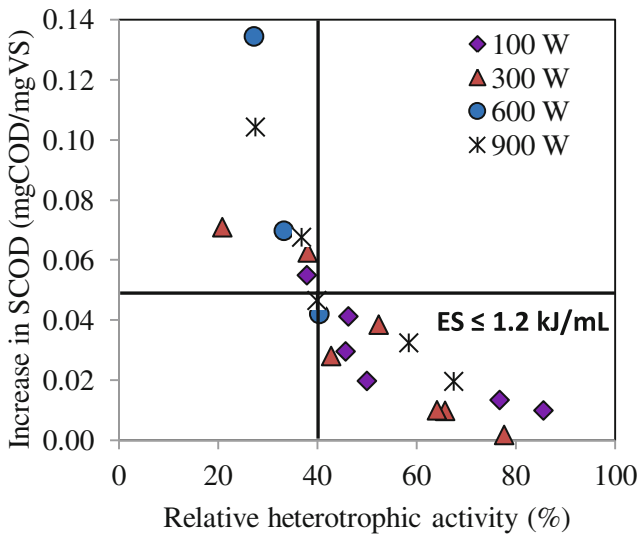 Increase in SCOD (mgCOD/mgVS)
0.14
0.12
0.10
0.08
0.06
0.04
0.02
0.00
100 W
300 W
600 W
900 W
ES ≤ 1.2 kJ/mL
0 20 40 60 80 100
Relative heterotrophic activity (%)